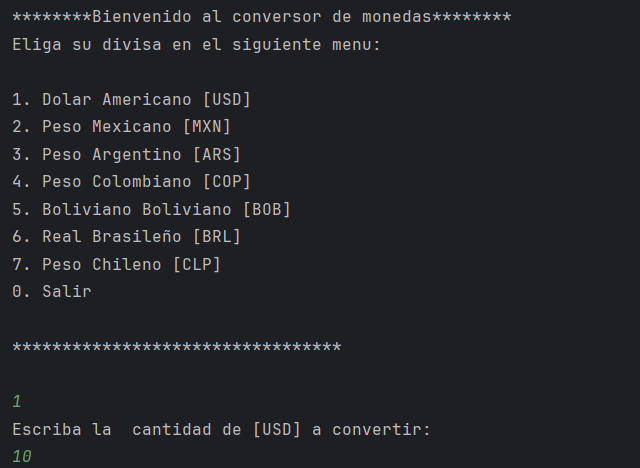 ********Bienvenido al conversor de monedas********
Eliga su divisa en el siguiente menu:
1. Dolar Americano [USD]
2. Peso Mexicano [MXN]
3. Peso Argentino [ARS]
4. Peso Colombiano [COP]
5. Boliviano Boliviano [BOB]
6. Real Brasileño [BRL]
7. Peso Chileno [CLP]
0. Salir
*********************************
1
Escriba la  cantidad de [USD] a convertir:
10